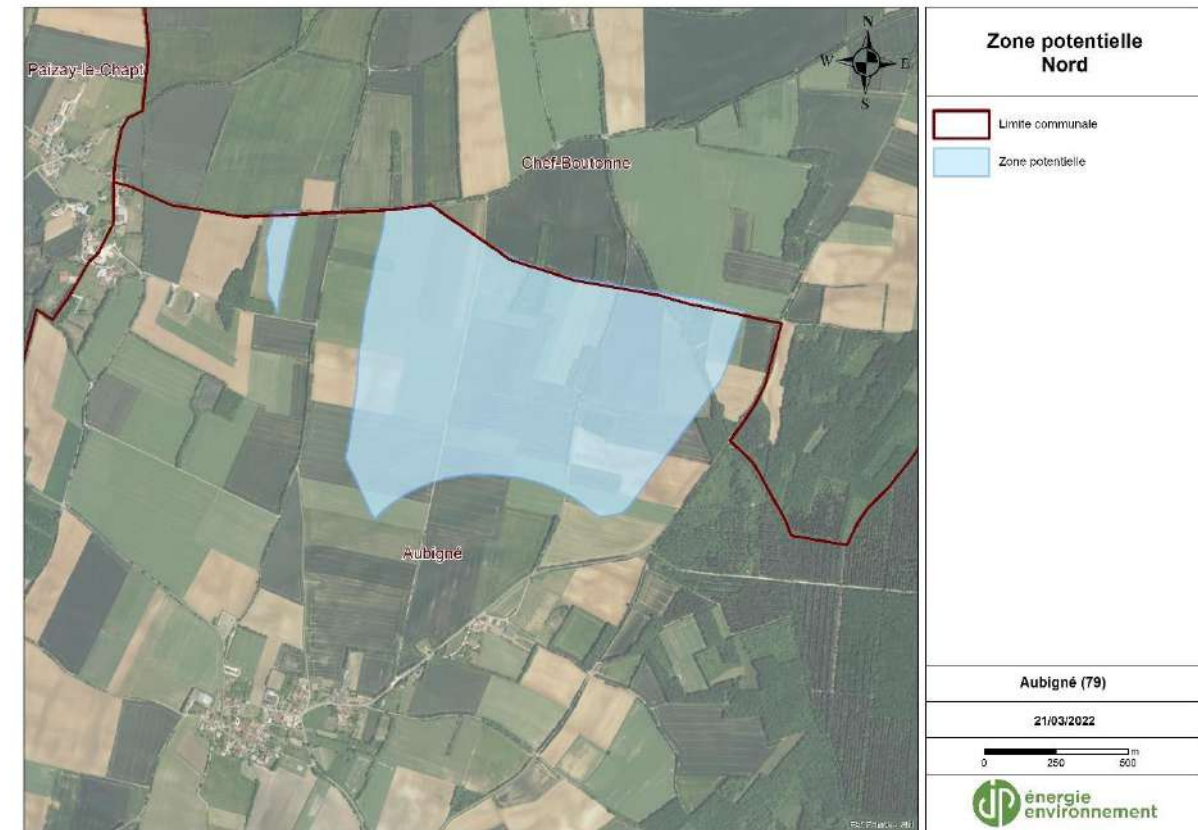 Paizay-le-Chapt
N
W
E
S
Chef-Boutonne
Aubigné
Zone potentielle
Nord
Limite communale
Zone potentielle
Aubigné (79)
21/03/2022
m
0
250
500
JP énergie
environnement